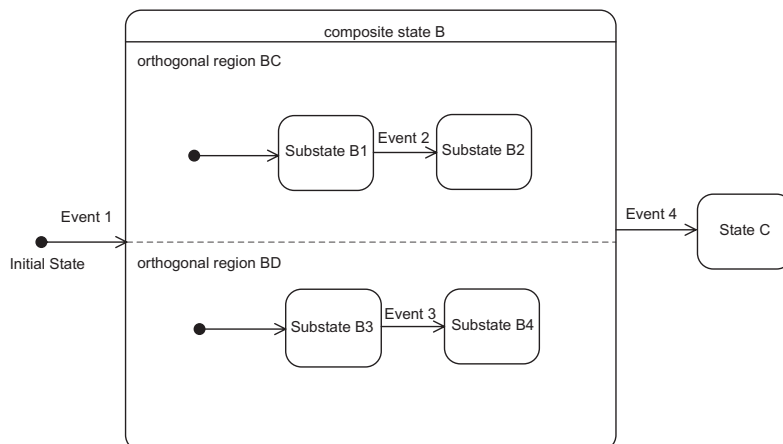 composite state B
orthogonal region BC
Substate B1
Event 2
Substate B2
Event 1
Initial State
Event 4
State C
orthogonal region BD
Substate B3
Event 3
Substate B4